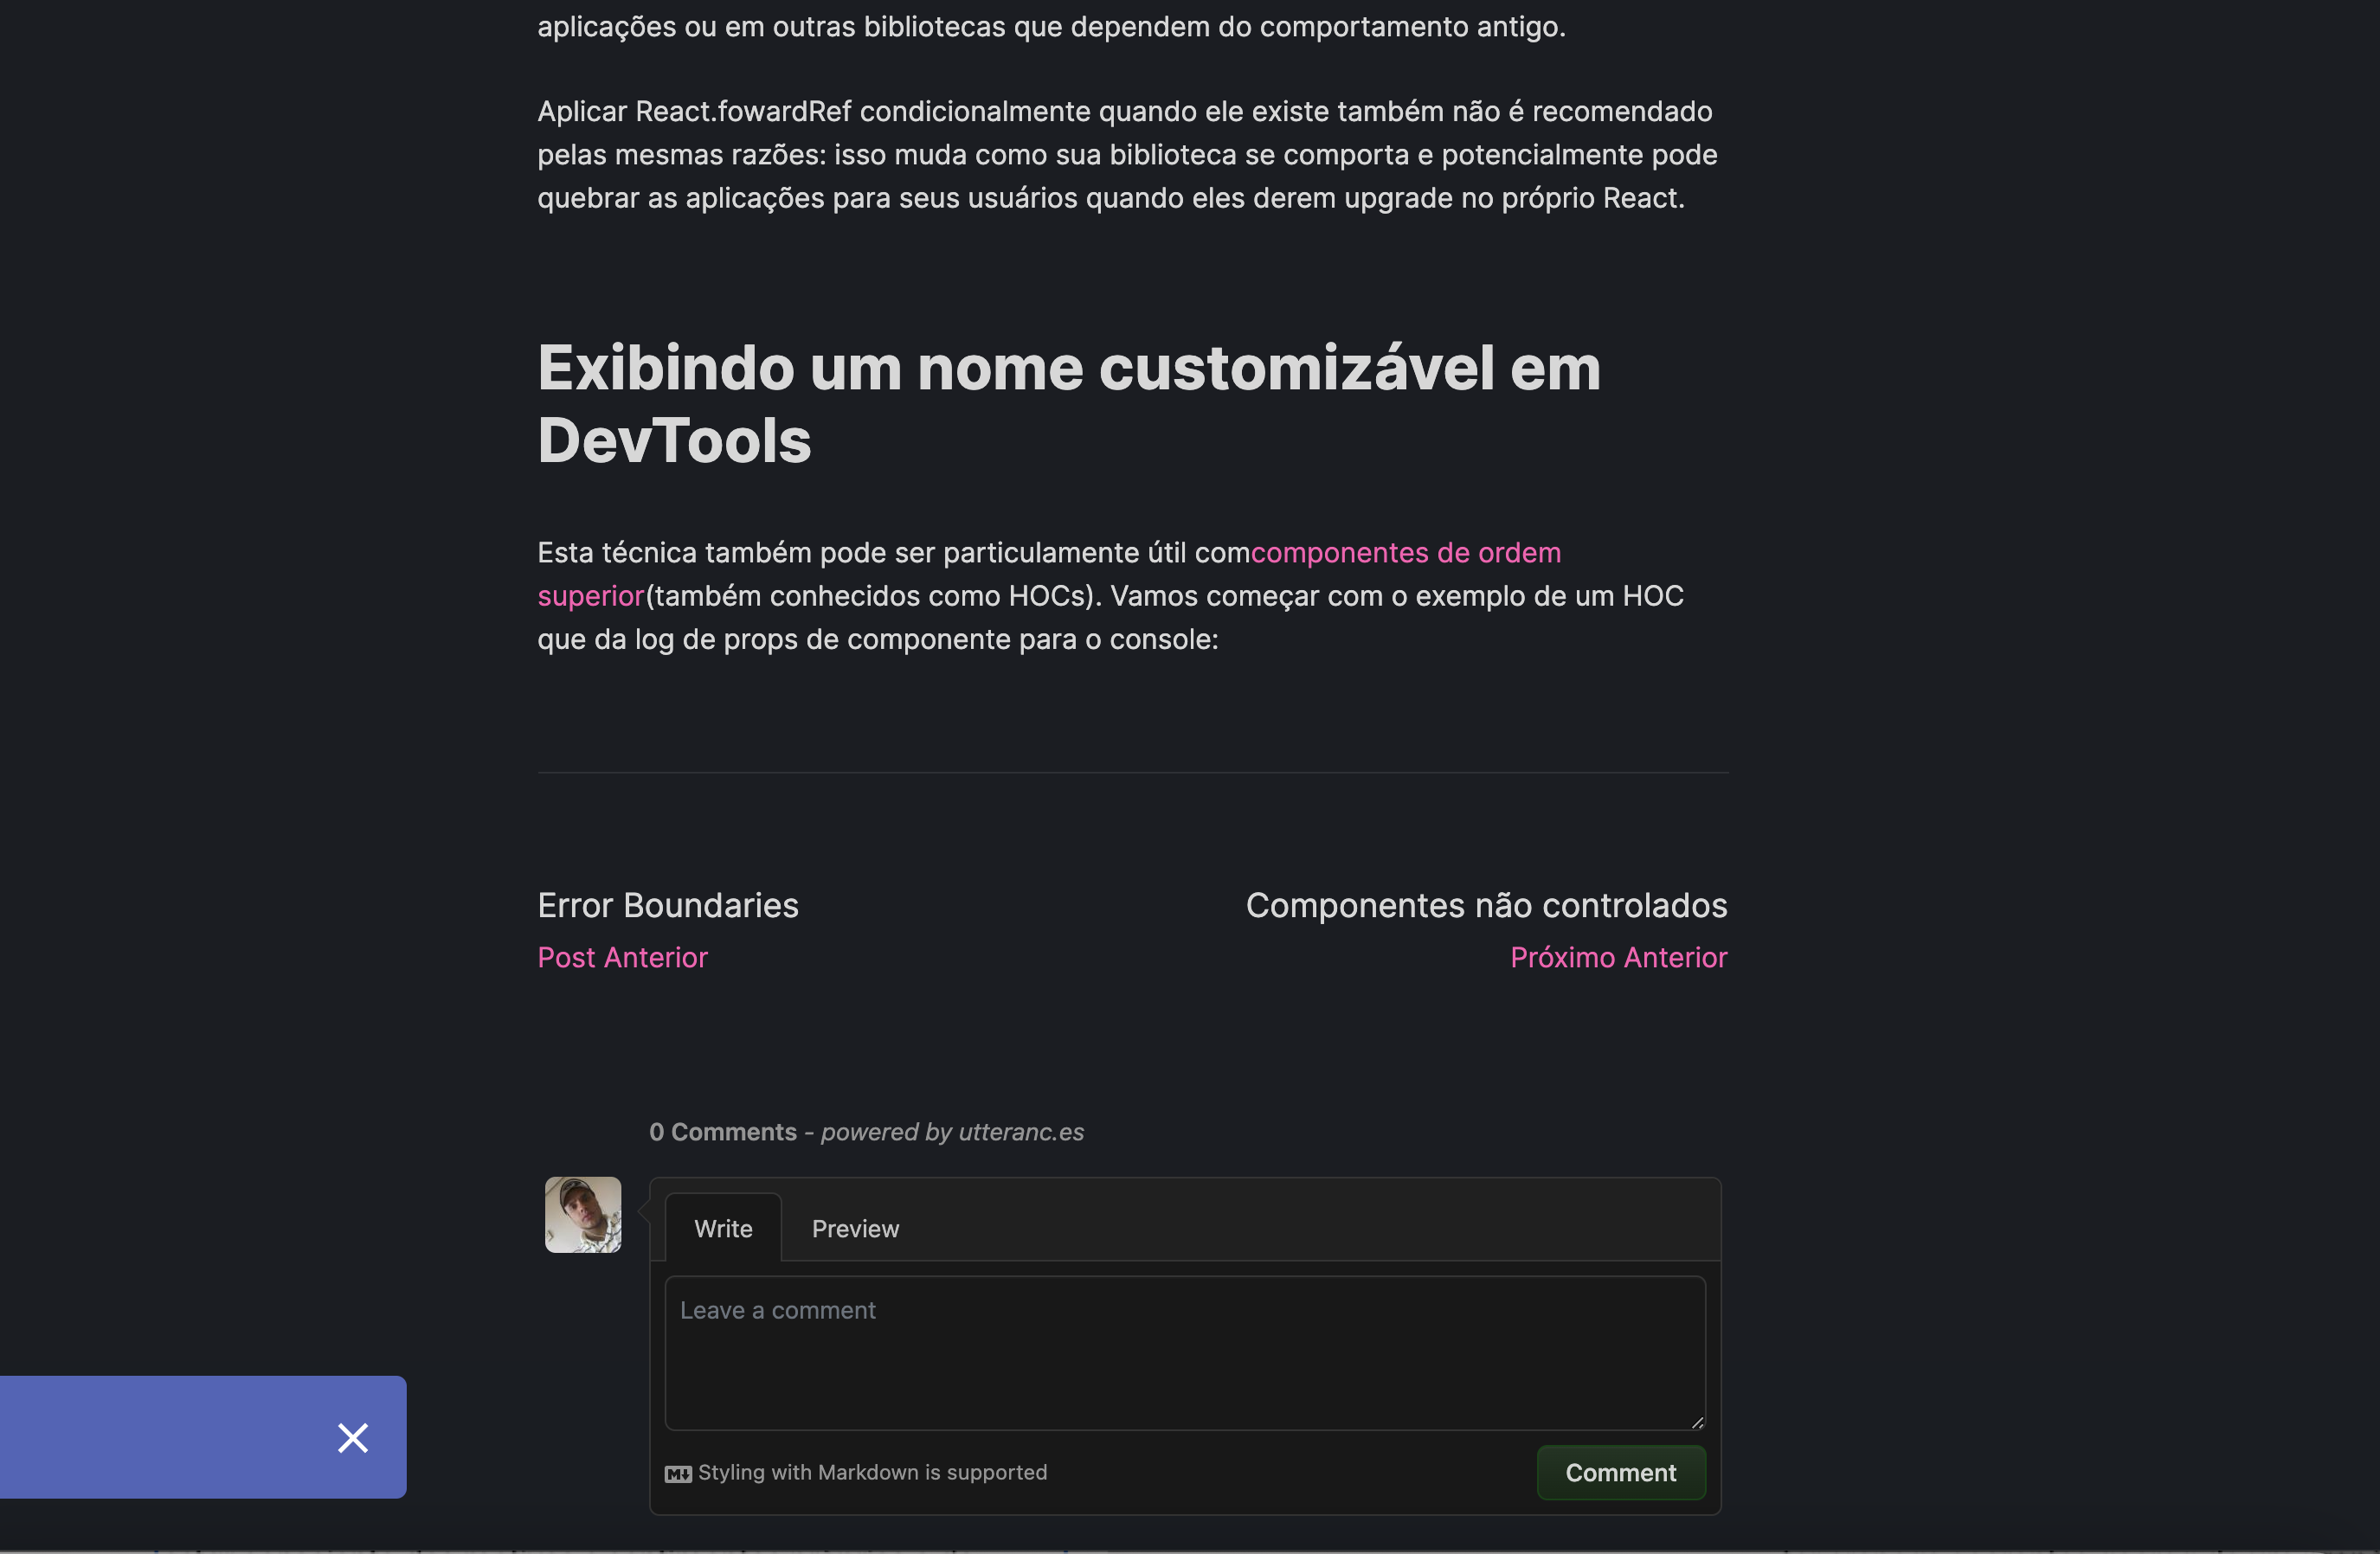 aplicações ou em outras bibliotecas que dependem do comportamento antigo.
Aplicar React.fowardRef condicionalmente quando ele existe também não é recomendado
pelas mesmas razões: isso muda como sua biblioteca se comporta e potencialmente pode
quebrar as aplicações para seus usuários quando eles derem upgrade no próprio React.
Exibindo um nome customizável em
DevTools
Esta técnica também pode ser particulamente útil comcomponentes de ordem
superior(também conhecidos como HOCs). Vamos começar com o exemplo de um HOC
que da log de props de componente para o console:
Error Boundaries
Post Anterior
Componentes não controlados
Próximo Anterior
0 Comments - powered by utteranc.es
Write Preview
Leave a comment
Styling with Markdown is supported
Comment